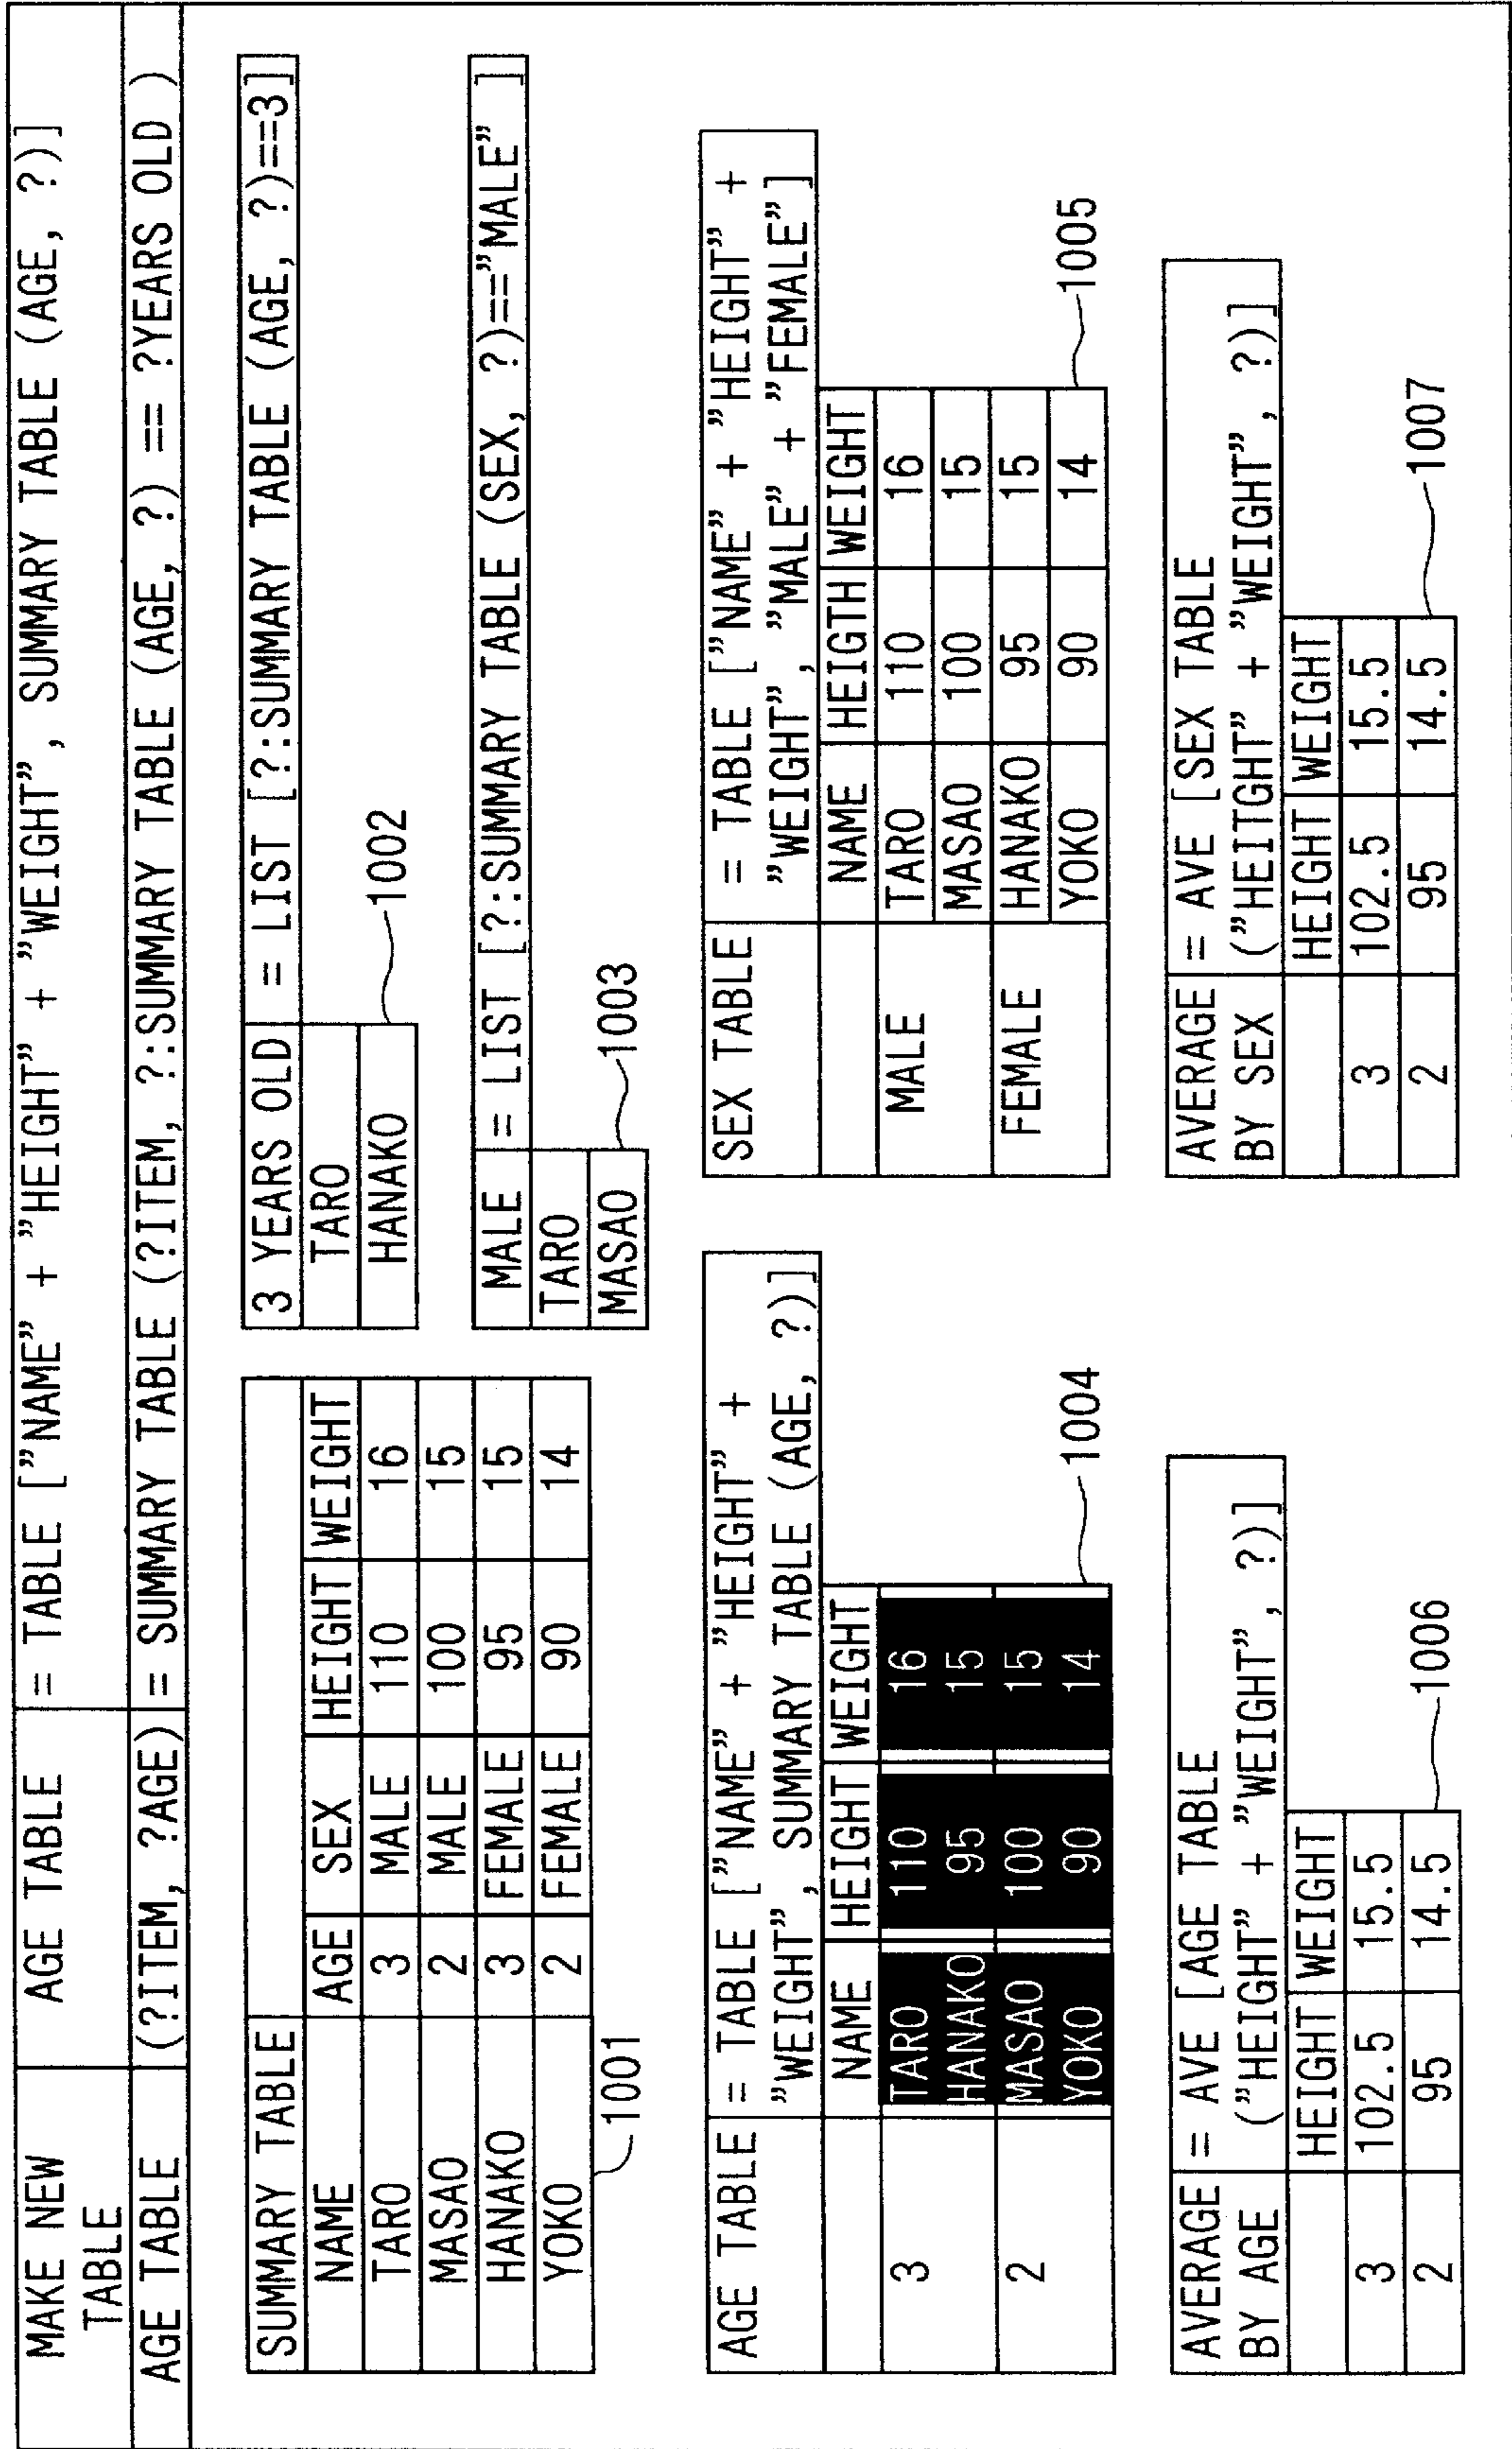 MAKE NEW TABLE AGE TABLE = TABLE ["NAME" + "HEIGHT" + "WEIGHT", SUMMARY TABLE (AGE, ?)]
AGE TABLE (?ITEM, ?AGE) = SUMMARY TABLE (?ITEM, ?:SUMMARY TABLE (AGE, ?) == ?YEARS OLD )
SUMMARY TABLE
NAME AGE SEX HEIGHT WEIGHT
TARO 3 MALE 110 16
MASAO 2 MALE 100 15
HANAKO 3 FEMALE 95 15
YOKO 2 FEMALE 90 14
1001
3 YEARS OLD = LIST [?:SUMMARY TABLE (AGE, ?)==3]
TARO
HANAKO
1002
MALE = LIST [?:SUMMARY TABLE (SEX, ?)=="MALE" ]
TARO
MASAO
1003
AGE TABLE = TABLE ["NAME" + "HEIGHT" +
"WEIGHT", SUMMARY TABLE (AGE, ?)]
NAME HEIGHT WEIGHT
3 TARO 110 16
HANAKO 95 15
2 MASAO 100 15
YOKO 90 14
1004
SEX TABLE = TABLE ["NAME" + "HEIGHT" +
"WEIGHT", "MALE" + "FEMALE"]
NAME HEIGTH WEIGHT
MALE TARO 110 16
MASAO 100 15
FEMALE HANAKO 95 15
YOKO 90 14
1005
AVERAGE = AVE [AGE TABLE
BY AGE ("HEIGHT" + "WEIGHT", ?)]
HEIGHT WEIGHT
3 102.5 15.5
2 95 14.5
1006
AVERAGE = AVE [SEX TABLE
BY SEX ("HEITGHT" + "WEIGHT", ?)]
HEIGHT WEIGHT
3 102.5 15.5
2 95 14.5
1007